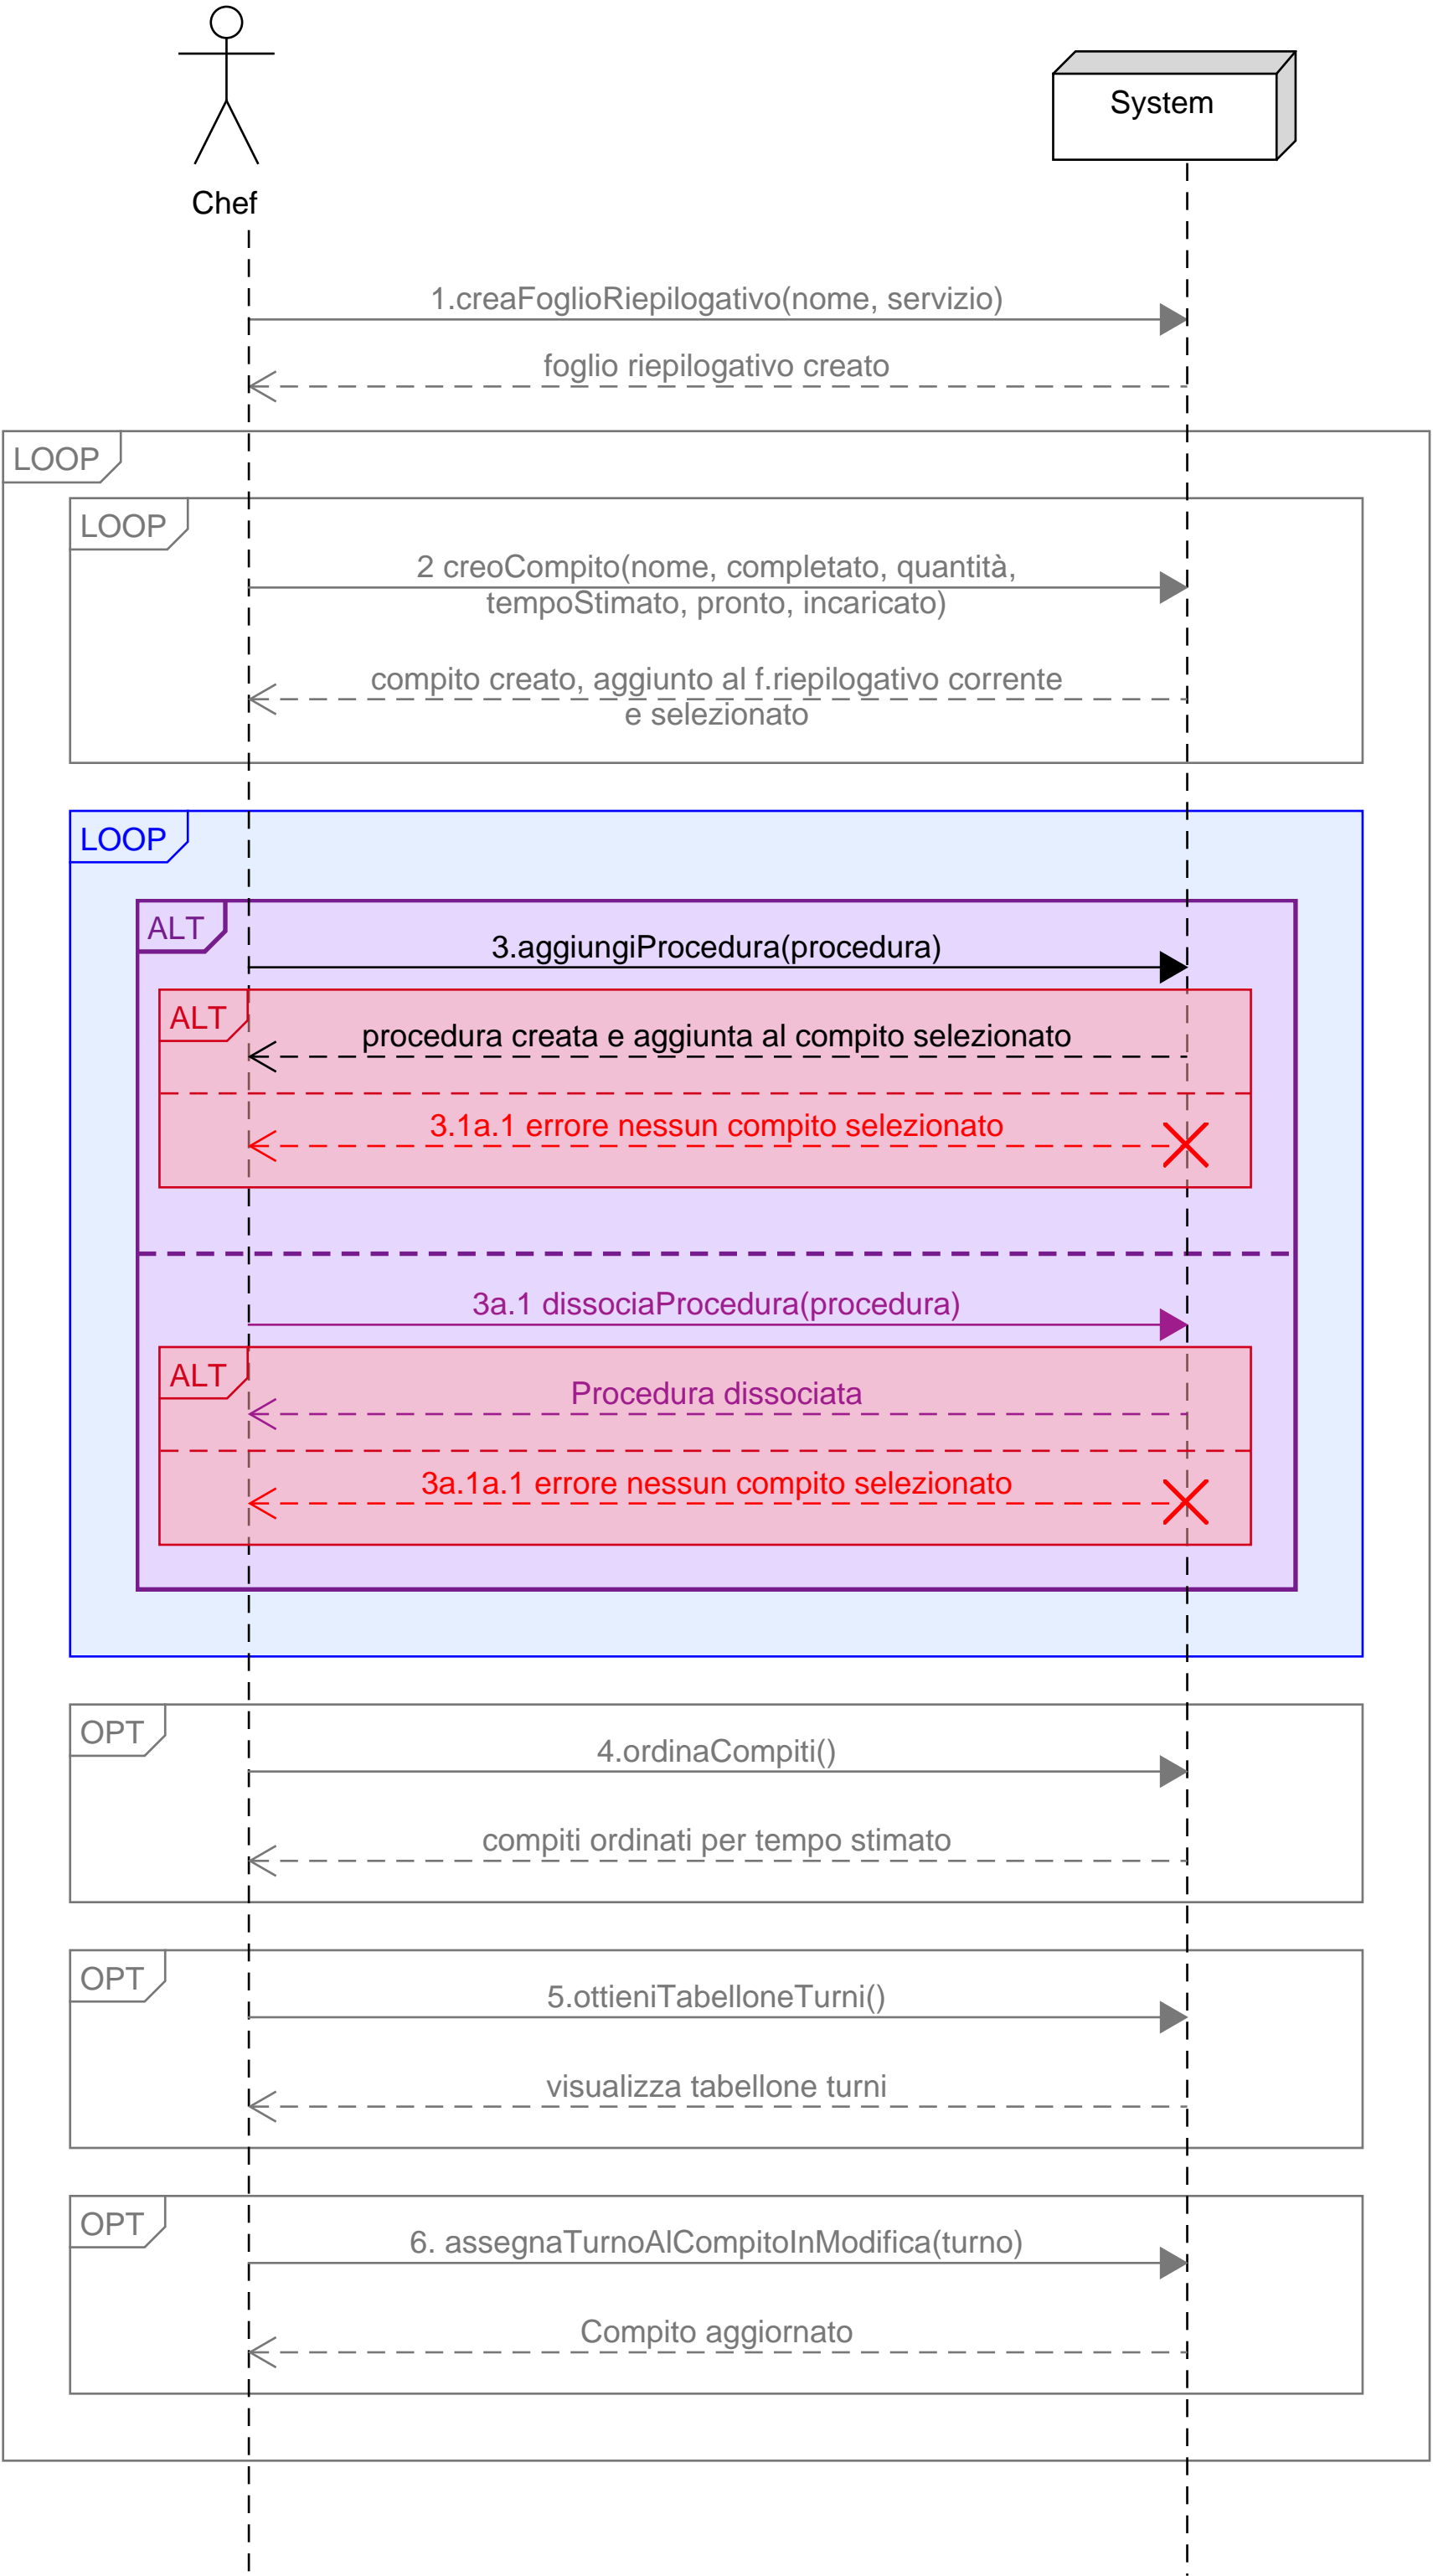 System
Chef
1.creaFoglioRiepilogativo(nome, servizio)
foglio riepilogativo creato
LOOP
LOOP
2 creoCompito(nome, completato, quantità,
tempoStimato, pronto, incaricato)
compito creato, aggiunto al f.riepilogativo corrente
e selezionato
LOOP
ALT
3.aggiungiProcedura(procedura)
ALT
procedura creata e aggiunta al compito selezionato
3.1a.1 errore nessun compito selezionato
3a.1 dissociaProcedura(procedura)
ALT
Procedura dissociata
3a.1a.1 errore nessun compito selezionato
OPT
4.ordinaCompiti()
compiti ordinati per tempo stimato
OPT
5.ottieniTabelloneTurni()
visualizza tabellone turni
OPT
6. assegnaTurnoAlCompitoInModifica(turno)
Compito aggiornato